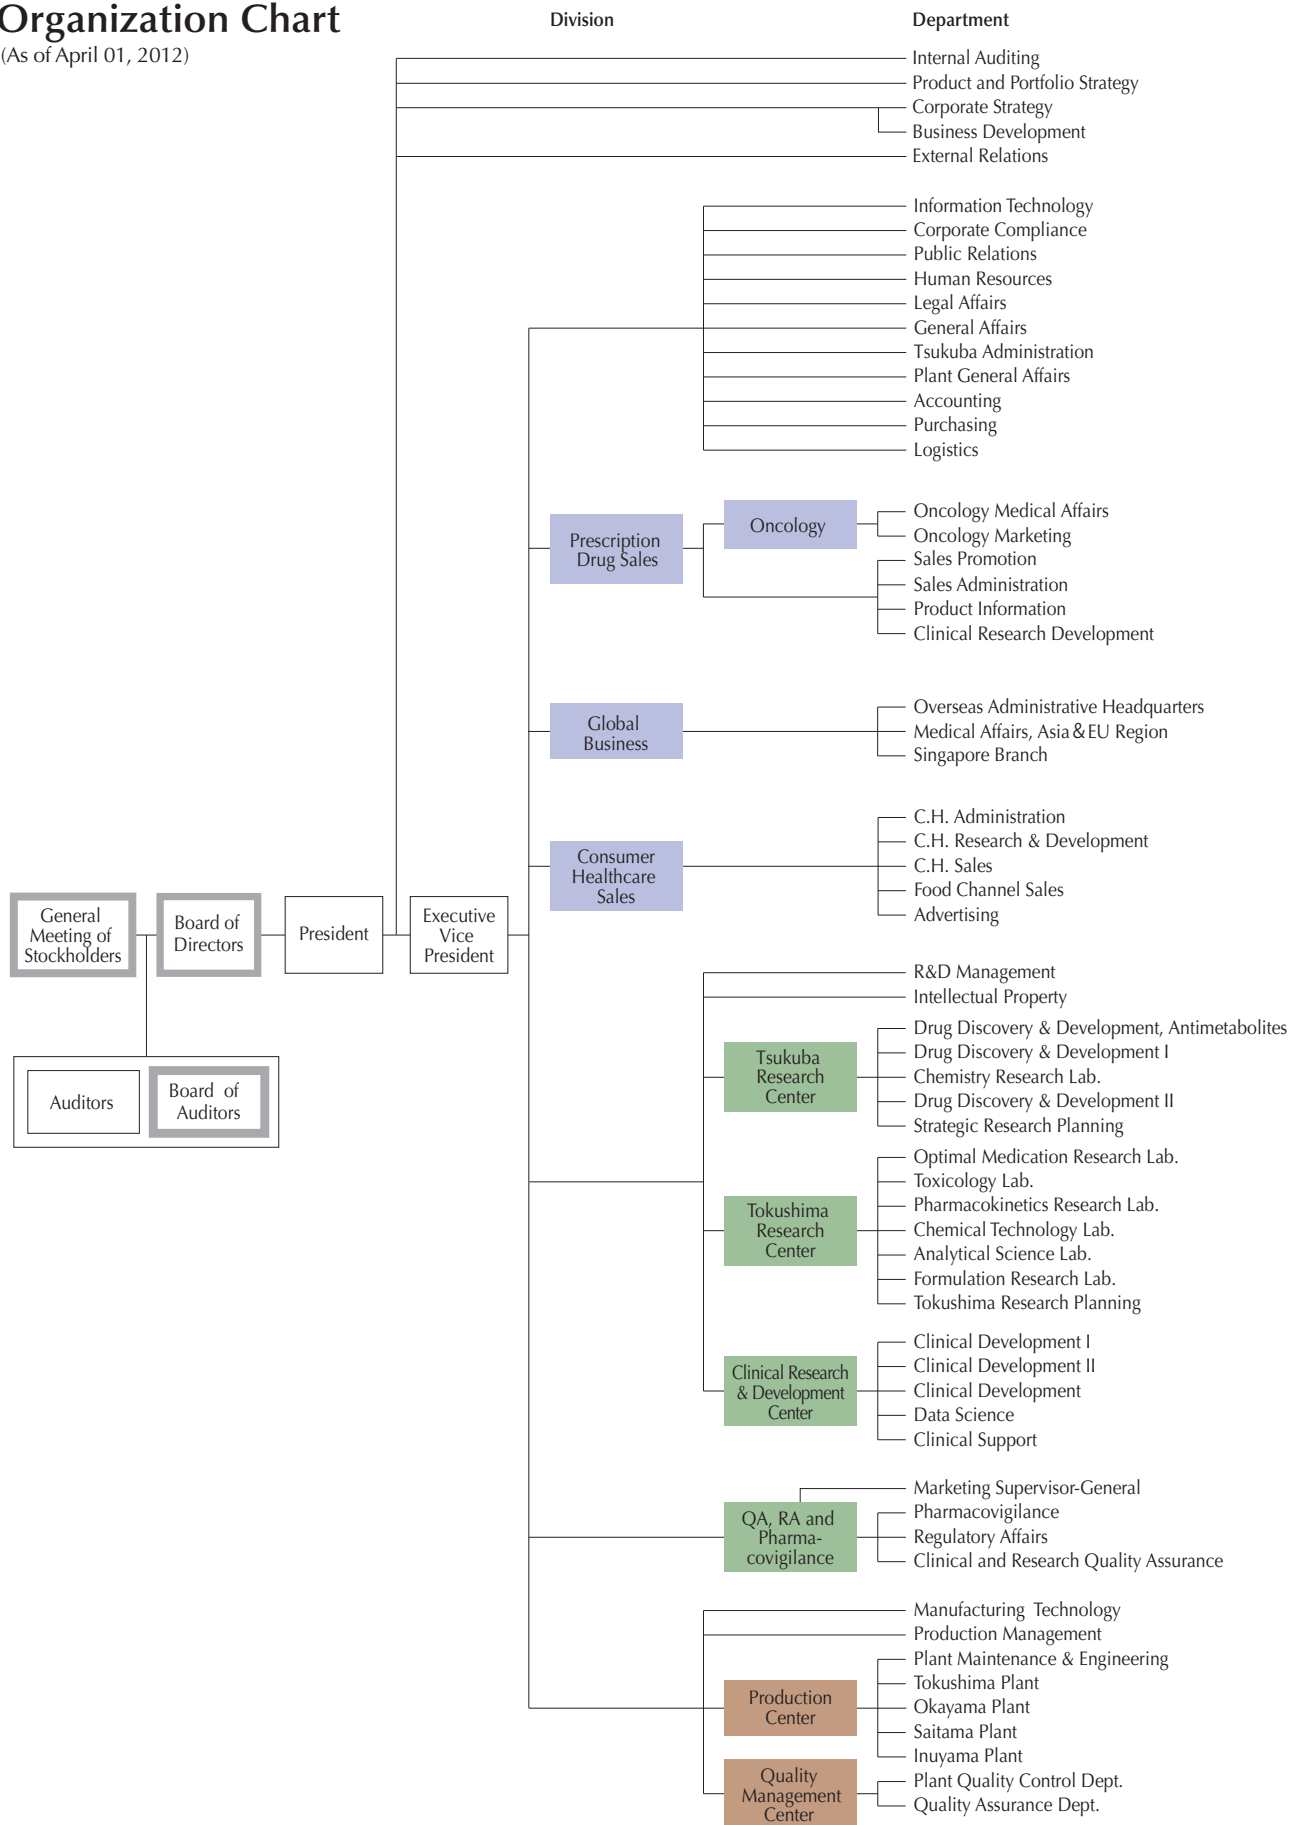 Organization Chart
(As of April 01, 2012)
Division
Department
Internal Auditing
Product and Portfolio Strategy
Corporate Strategy
Business Development
External Relations
Information Technology
Corporate Compliance
Public Relations
Human Resources
Legal Affairs
General Affairs
Tsukuba Administration
Plant General Affairs
Accounting
Purchasing
Logistics
Prescription
Drug Sales
Oncology
Oncology Medical Affairs
Oncology Marketing
Sales Promotion
Sales Administration
Product Information
Clinical Research Development
Global
Business
Overseas Administrative Headquarters
Medical Affairs, Asia&EU Region
Singapore Branch
Consumer
Healthcare
Sales
C.H. Administration
C.H. Research & Development
C.H. Sales
Food Channel Sales
Advertising
General
Meeting of
Stockholders
Board of
Directors
President
Executive
Vice
President
Auditors
Board of
Auditors
R&D Management
Intellectual Property
Tsukuba
Research
Center
Drug Discovery & Development, Antimetabolites
Drug Discovery & Development I
Chemistry Research Lab.
Drug Discovery & Development II
Strategic Research Planning
Tokushima
Research
Center
Optimal Medication Research Lab.
Toxicology Lab.
Pharmacokinetics Research Lab.
Chemical Technology Lab.
Analytical Science Lab.
Formulation Research Lab.
Tokushima Research Planning
Clinical Research
& Development
Center
Clinical Development I
Clinical Development II
Clinical Development
Data Science
Clinical Support
QA, RA and
Pharma-
covigilance
Marketing Supervisor-General
Pharmacovigilance
Regulatory Affairs
Clinical and Research Quality Assurance
Manufacturing Technology
Production Management
Production
Center
Plant Maintenance & Engineering
Tokushima Plant
Okayama Plant
Saitama Plant
Inuyama Plant
Quality
Management
Center
Plant Quality Control Dept.
Quality Assurance Dept.